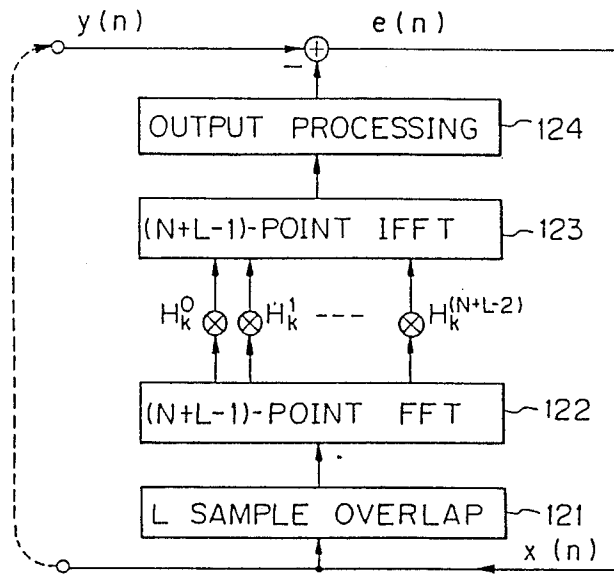 y(n) e(n)
+
−
OUTPUT PROCESSING 124
(N+L-1)-POINT IFFT 123
H_k^0 H_k^1 --- H_k^(N+L-2)
(N+L-1)-POINT FFT 122
L SAMPLE OVERLAP 121
x(n)